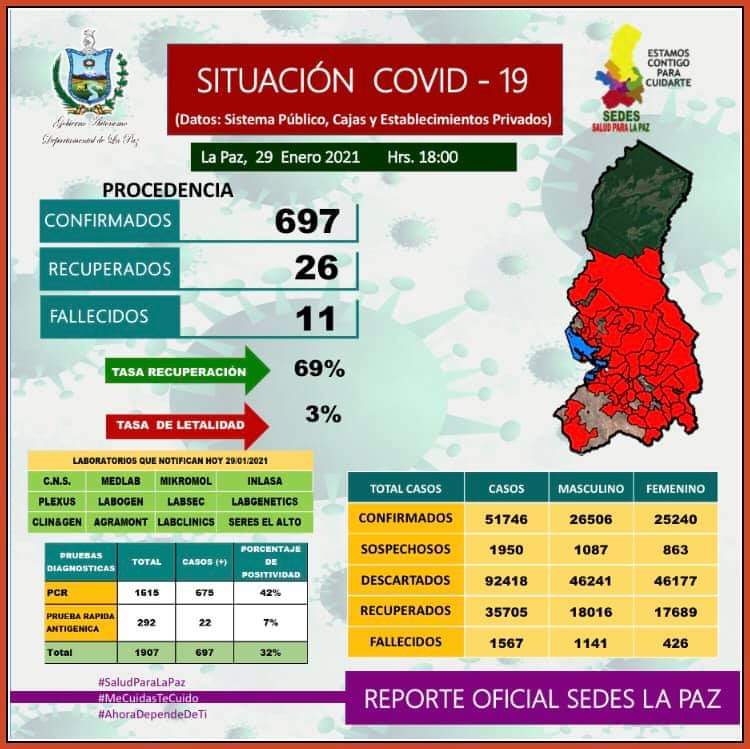 SITUACIÓN COVID - 19
(Datos: Sistema Público, Cajas y Establecimientos Privados)
Gobierno Autónomo
Departamental de La Paz
ESTAMOS
CONTIGO
PARA
CUIDARTE
SEDES
SALUD PARA LA PAZ
La Paz, 29 Enero 2021 Hrs. 18:00
PROCEDENCIA
CONFIRMADOS 697
RECUPERADOS 26
FALLECIDOS 11
TASA RECUPERACIÓN 69%
TASA DE LETALIDAD 3%
LABORATORIOS QUE NOTIFICAN HOY 29/01/2021
C.N.S. MEDLAB MIKROMOL INLASA
PLEXUS LABOGEN LABSEC LABGENETICS
CLIN&GEN AGRAMONT LABCLINICS SERES EL ALTO
PRUEBAS DIAGNOSTICAS TOTAL CASOS (+) PORCENTAJE DE POSITIVIDAD
PCR 1615 675 42%
PRUEBA RAPIDA ANTIGENICA 292 22 7%
Total 1907 697 32%
TOTAL CASOS CASOS MASCULINO FEMENINO
CONFIRMADOS 51746 26506 25240
SOSPECHOSOS 1950 1087 863
DESCARTADOS 92418 46241 46177
RECUPERADOS 35705 18016 17689
FALLECIDOS 1567 1141 426
#SaludParaLaPaz
#MeCuidasTeCuido
#AhoraDependeDeTi
REPORTE OFICIAL SEDES LA PAZ